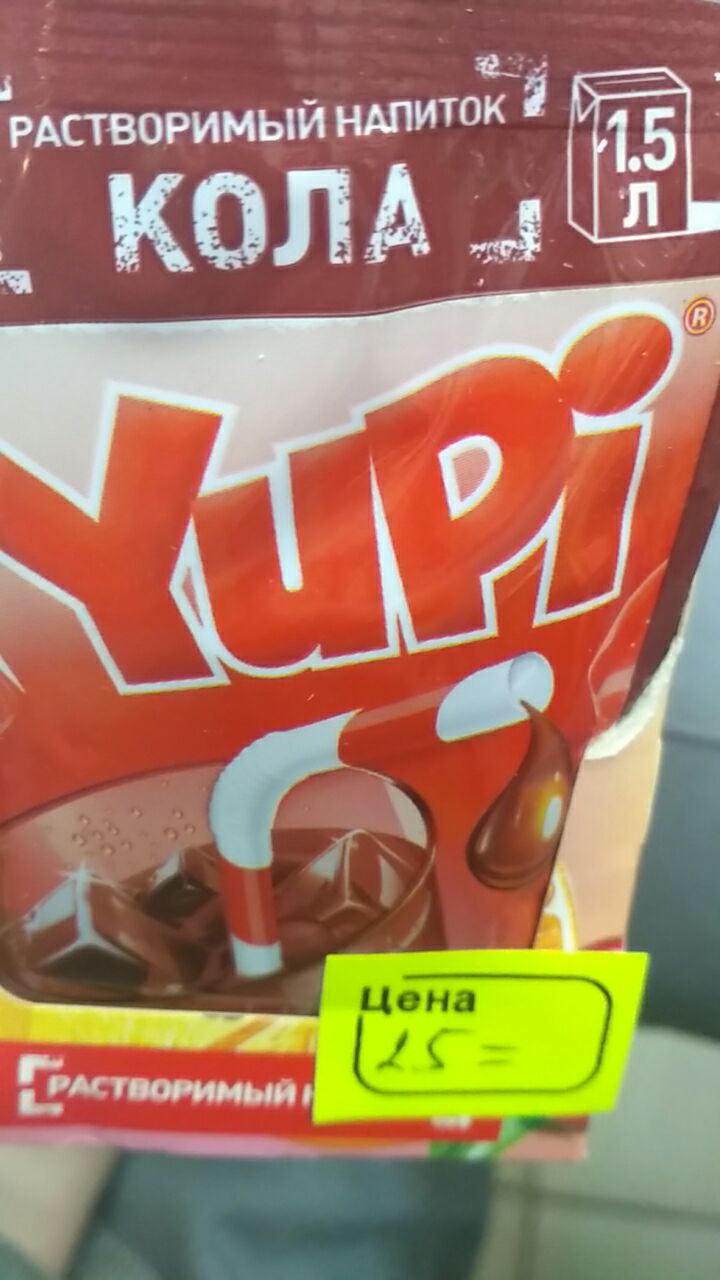 РАСТВОРИМЫЙ НАПИТОК
КОЛА
1.5
Л
YuPi®
Цена
25=
РАСТВОРИМЫЙ